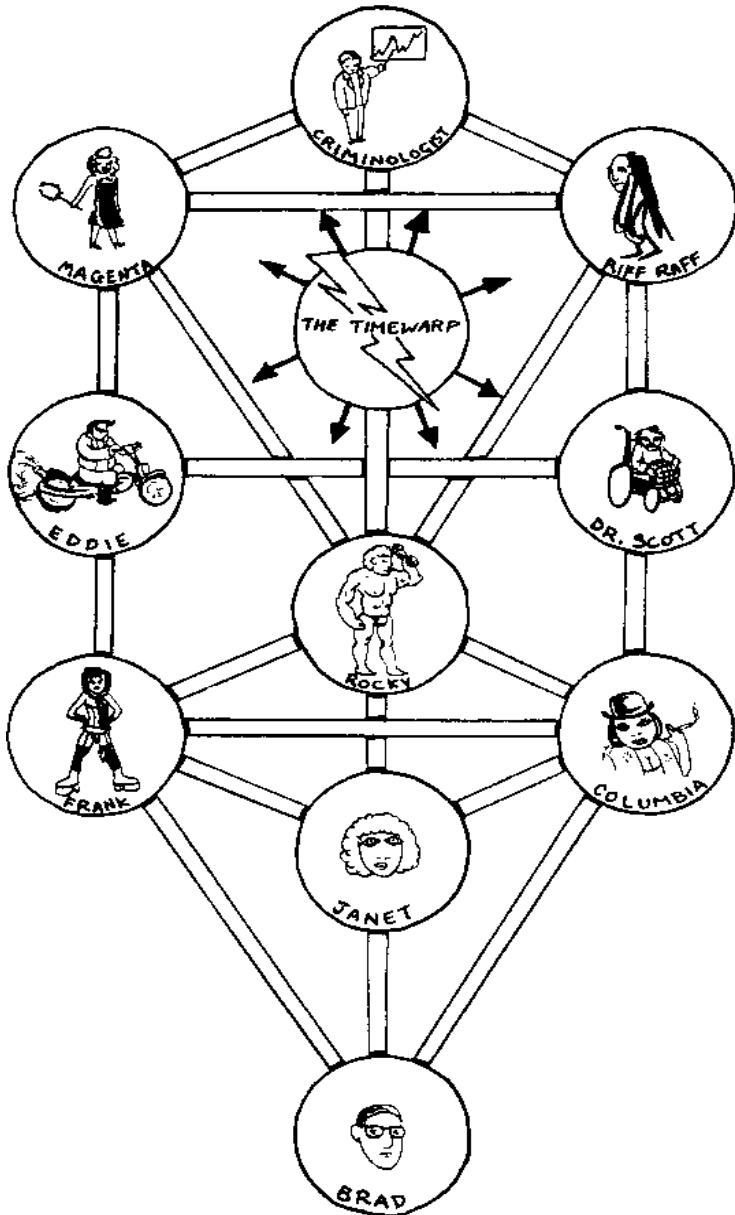 CRIMINOLOGIST
MAGENTA
RIFF RAFF
THE TIMEWARP
EDDIE
DR. SCOTT
ROCKY
FRANK
COLUMBIA
JANET
BRAD